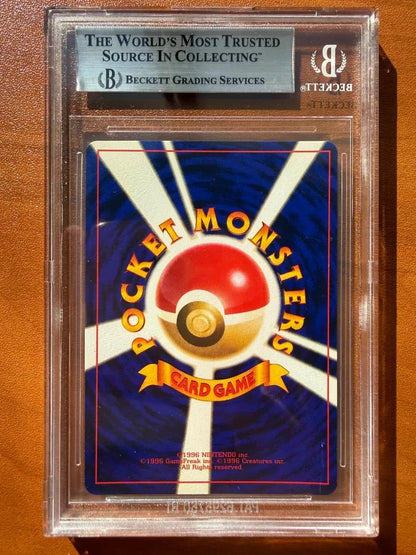 THE WORLD'S MOST TRUSTED
SOURCE IN COLLECTING™
B BECKETT GRADING SERVICES
B
BECKETT®
POCKET MONSTERS
CARD GAME
©1996 NINTENDO inc.
©1996 GameFreak inc. ©1996 Creatures inc.
All Rights reserved